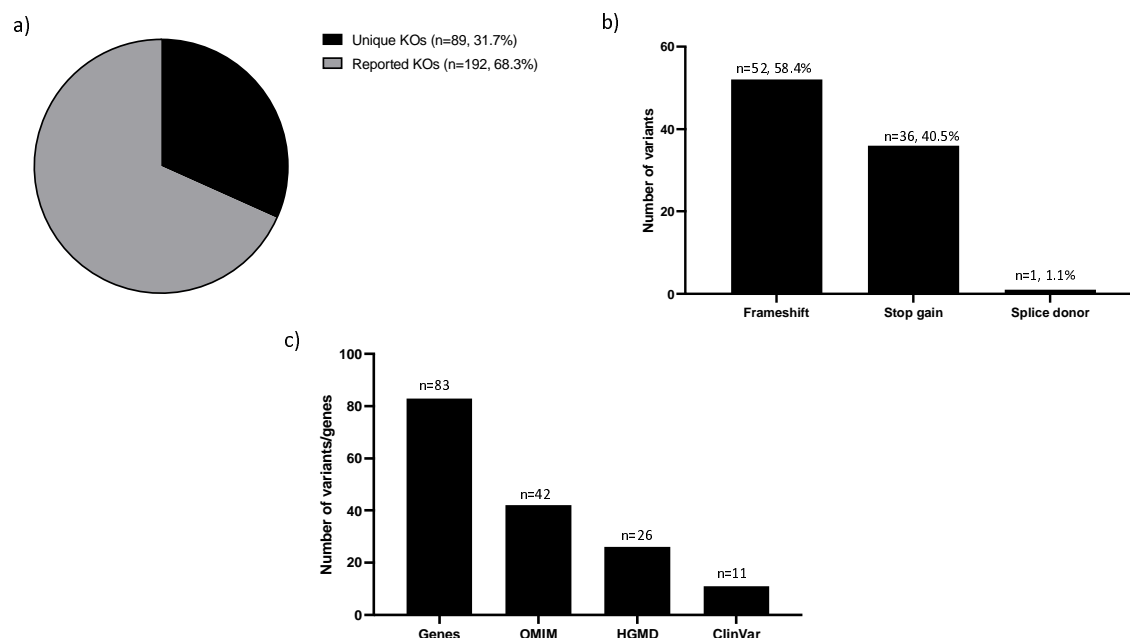 a)
Unique KOs (n=89, 31.7%)
Reported KOs (n=192, 68.3%)
b)
Number of variants
60
40
20
0
n=52, 58.4%
n=36, 40.5%
n=1, 1.1%
Frameshift
Stop gain
Splice donor
c)
Number of variants/genes
100
80
60
40
20
0
n=83
n=42
n=26
n=11
Genes
OMIM
HGMD
ClinVar